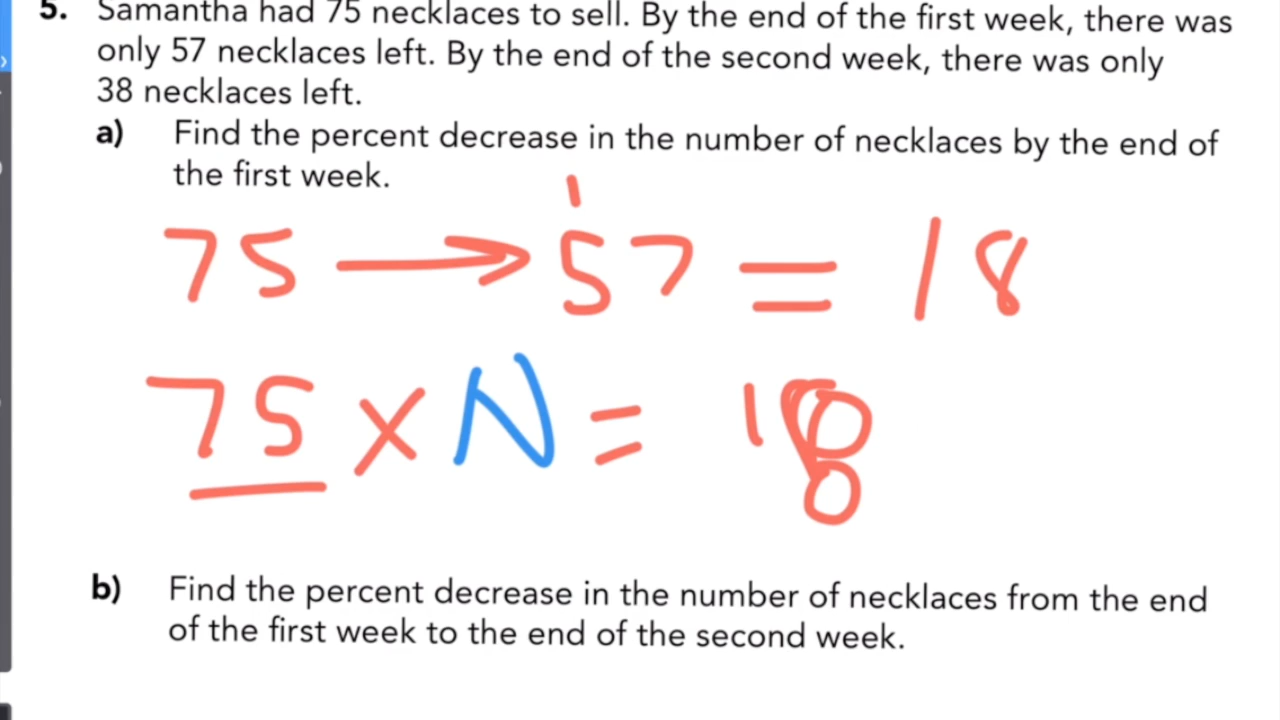 5. Samantha had 75 necklaces to sell. By the end of the first week, there was
only 57 necklaces left. By the end of the second week, there was only
38 necklaces left.
a) Find the percent decrease in the number of necklaces by the end of
the first week.
75 → 57 = 18
75 × N = 18
b) Find the percent decrease in the number of necklaces from the end
of the first week to the end of the second week.